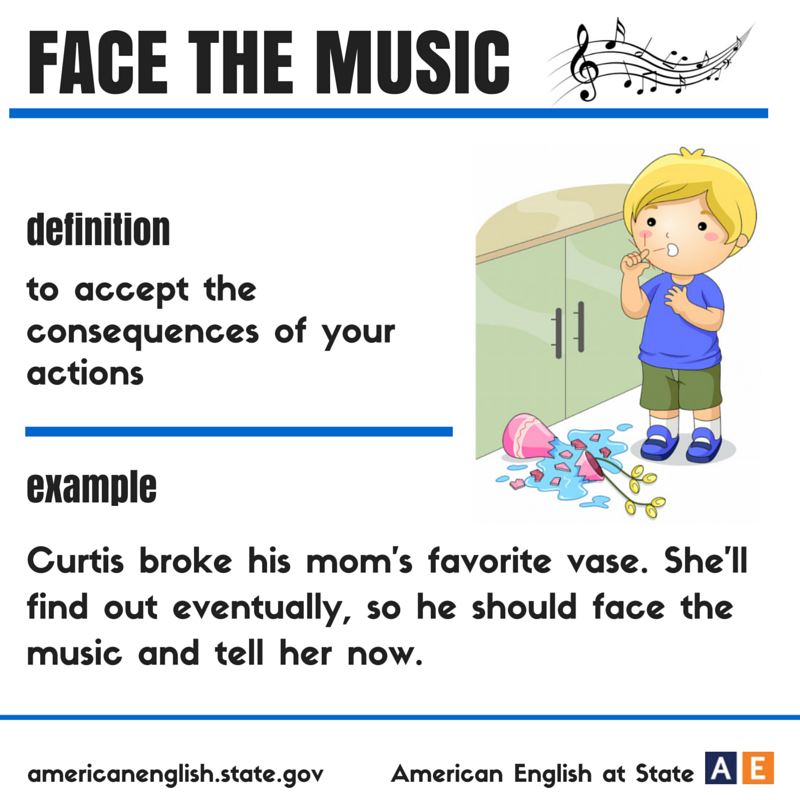 FACE THE MUSIC
definition
to accept the
consequences of your
actions
example
Curtis broke his mom's favorite vase. She'll
find out eventually, so he should face the
music and tell her now.
americanenglish.state.gov
American English at State
A E